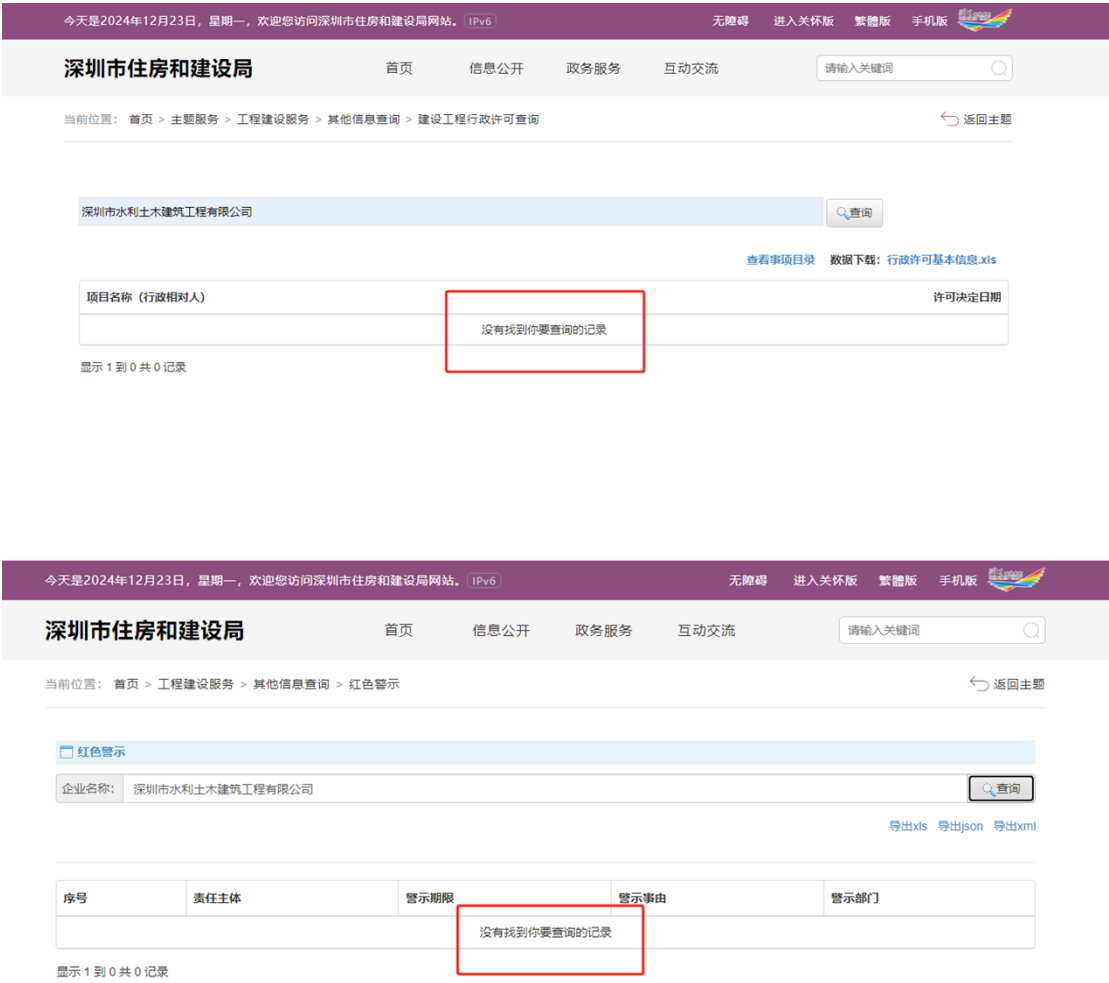 今天是2024年12月23日，星期一，欢迎您访问深圳市住房和建设局网站。 IPv6 无障碍 进入关怀版 繁體版 手机版
深圳市住房和建设局 首页 信息公开 政务服务 互动交流 请输入关键词
当前位置： 首页 > 主题服务 > 工程建设服务 > 其他信息查询 > 建设工程行政许可查询 返回主题
深圳市水利土木建筑工程有限公司 查询
查看事项目录 数据下载：行政许可基本信息.xls
项目名称（行政相对人） 许可决定日期
没有找到你要查询的记录
显示 1 到 0 共 0 记录
今天是2024年12月23日，星期一，欢迎您访问深圳市住房和建设局网站。 IPv6 无障碍 进入关怀版 繁體版 手机版
深圳市住房和建设局 首页 信息公开 政务服务 互动交流 请输入关键词
当前位置： 首页 > 工程建设服务 > 其他信息查询 > 红色警示 返回主题
红色警示
企业名称： 深圳市水利土木建筑工程有限公司 查询
导出xls 导出json 导出xml
序号 责任主体 警示期限 警示事由 警示部门
没有找到你要查询的记录
显示 1 到 0 共 0 记录